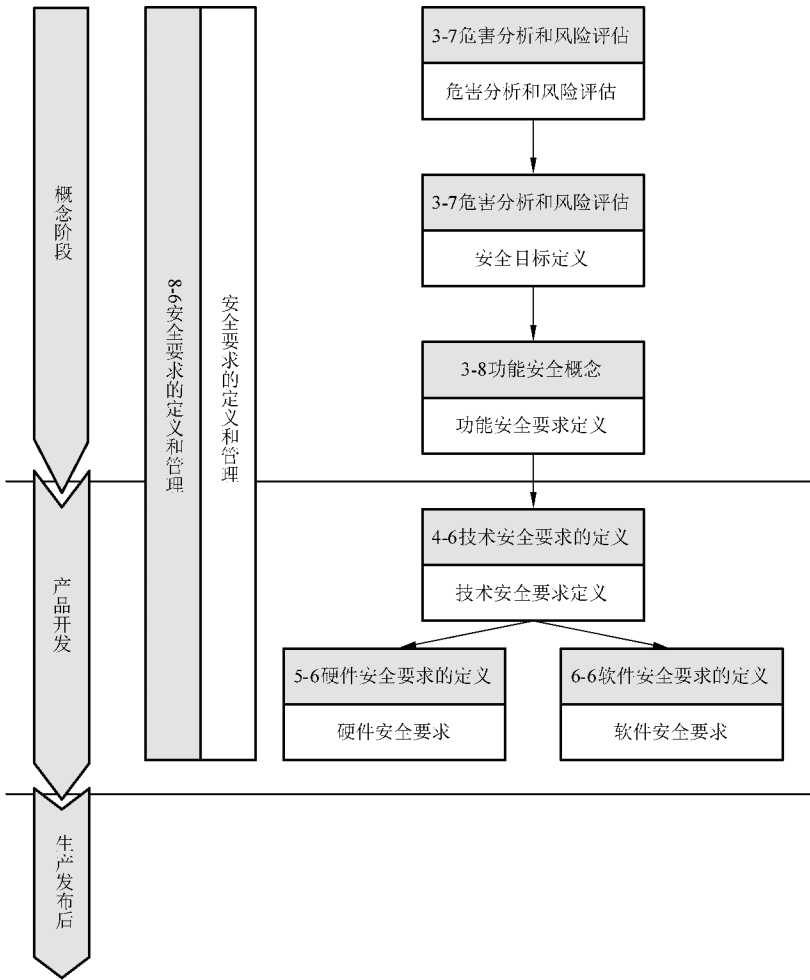 概念阶段
产品开发
生产发布后
8-6安全要求的定义和管理
安全要求的定义和管理
3-7危害分析和风险评估
危害分析和风险评估
3-7危害分析和风险评估
安全目标定义
3-8功能安全概念
功能安全要求定义
4-6技术安全要求的定义
技术安全要求定义
5-6硬件安全要求的定义
硬件安全要求
6-6软件安全要求的定义
软件安全要求